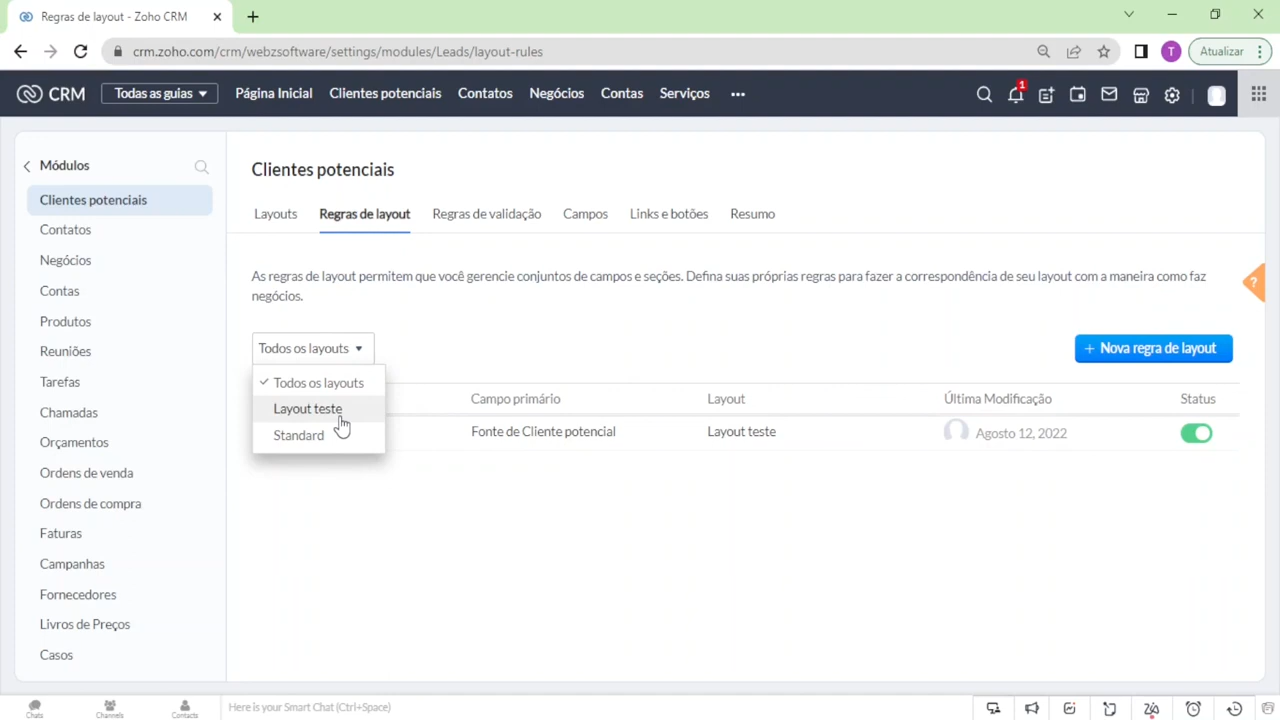 Regras de layout - Zoho CRM
crm.zoho.com/crm/webzsoftware/settings/modules/Leads/layout-rules
T
Atualizar
CRM
Todas as guias
Página Inicial
Clientes potenciais
Contatos
Negócios
Contas
Serviços
1
Módulos
Clientes potenciais
Contatos
Negócios
Contas
Produtos
Reuniões
Tarefas
Chamadas
Orçamentos
Ordens de venda
Ordens de compra
Faturas
Campanhas
Fornecedores
Livros de Preços
Casos
Clientes potenciais
Layouts
Regras de layout
Regras de validação
Campos
Links e botões
Resumo
As regras de layout permitem que você gerencie conjuntos de campos e seções. Defina suas próprias regras para fazer a correspondência de seu layout com a maneira como faz
negócios.
?
Todos os layouts
+ Nova regra de layout
Todos os layouts
Layout teste
Standard
Campo primário
Layout
Última Modificação
Status
Fonte de Cliente potencial
Layout teste
Agosto 12, 2022
Chats
Channels
Contacts
Here is your Smart Chat (Ctrl+Space)